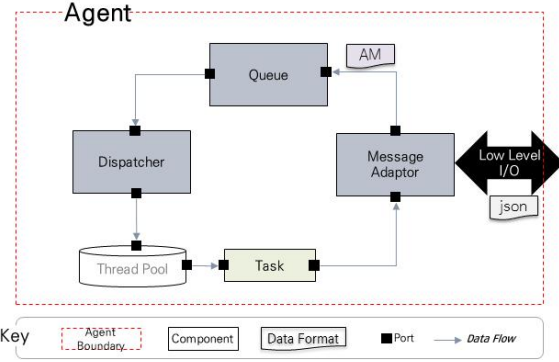 Agent
AM
Queue
Dispatcher
Message
Adaptor
Low Level
I/O
json
Thread Pool
Task
Key
Agent
Boundary
Component
Data Format
Port
Data Flow